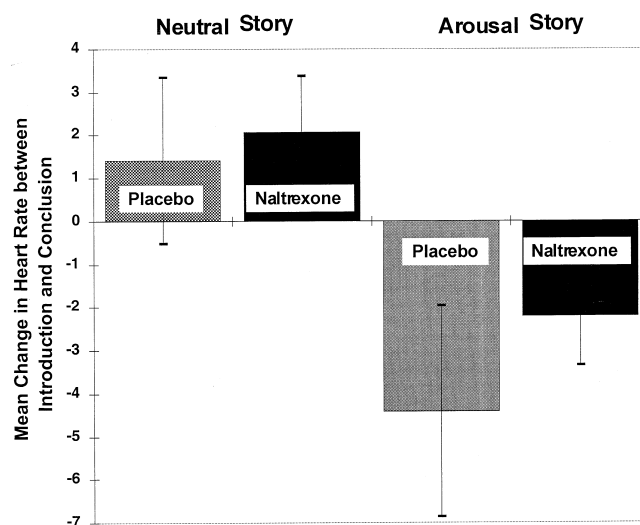 Neutral Story
Arousal Story
Mean Change in Heart Rate between
Introduction and Conclusion
4
3
2
1
0
-1
-2
-3
-4
-5
-6
-7
Placebo
Naltrexone
Placebo
Naltrexone